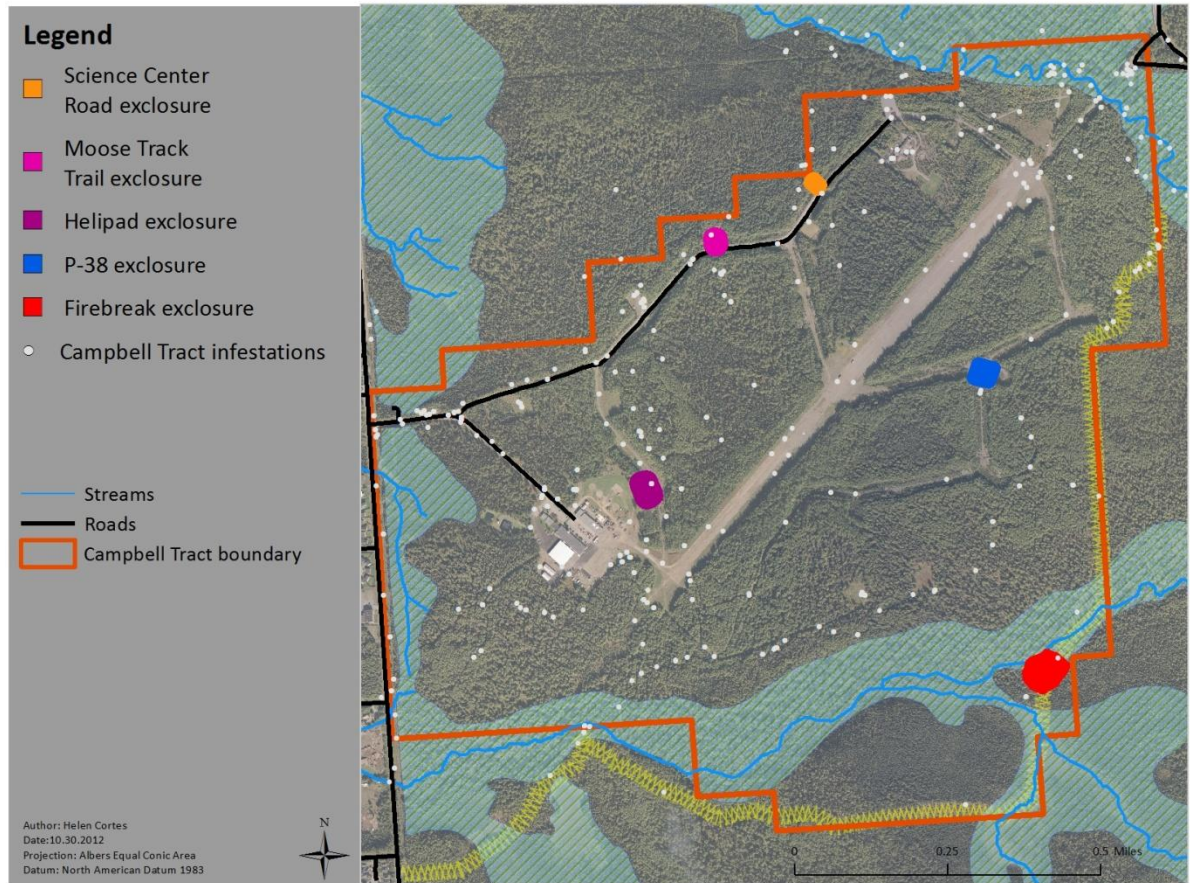 Legend
Science Center
Road exclosure
Moose Track
Trail exclosure
Helipad exclosure
P-38 exclosure
Firebreak exclosure
Campbell Tract infestations
Streams
Roads
Campbell Tract boundary
Author: Helen Cortes
Date:10.30.2012
Projection: Albers Equal Conic Area
Datum: North American Datum 1983
N
0 0.25 0.5 Miles